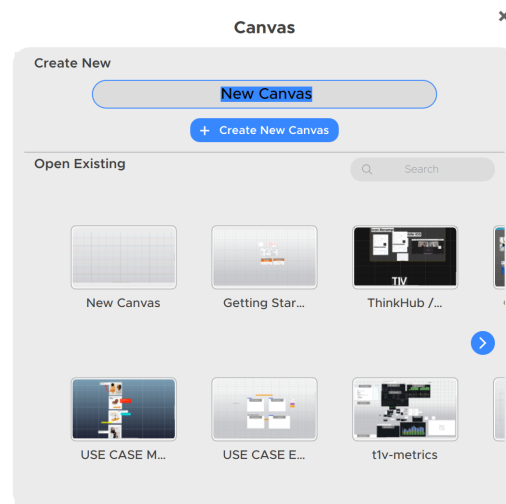 Canvas
Create New
New Canvas
+ Create New Canvas
Open Existing
Search
New Canvas
Getting Star...
ThinkHub /...
T1V
USE CASE M...
USE CASE E...
t1v-metrics